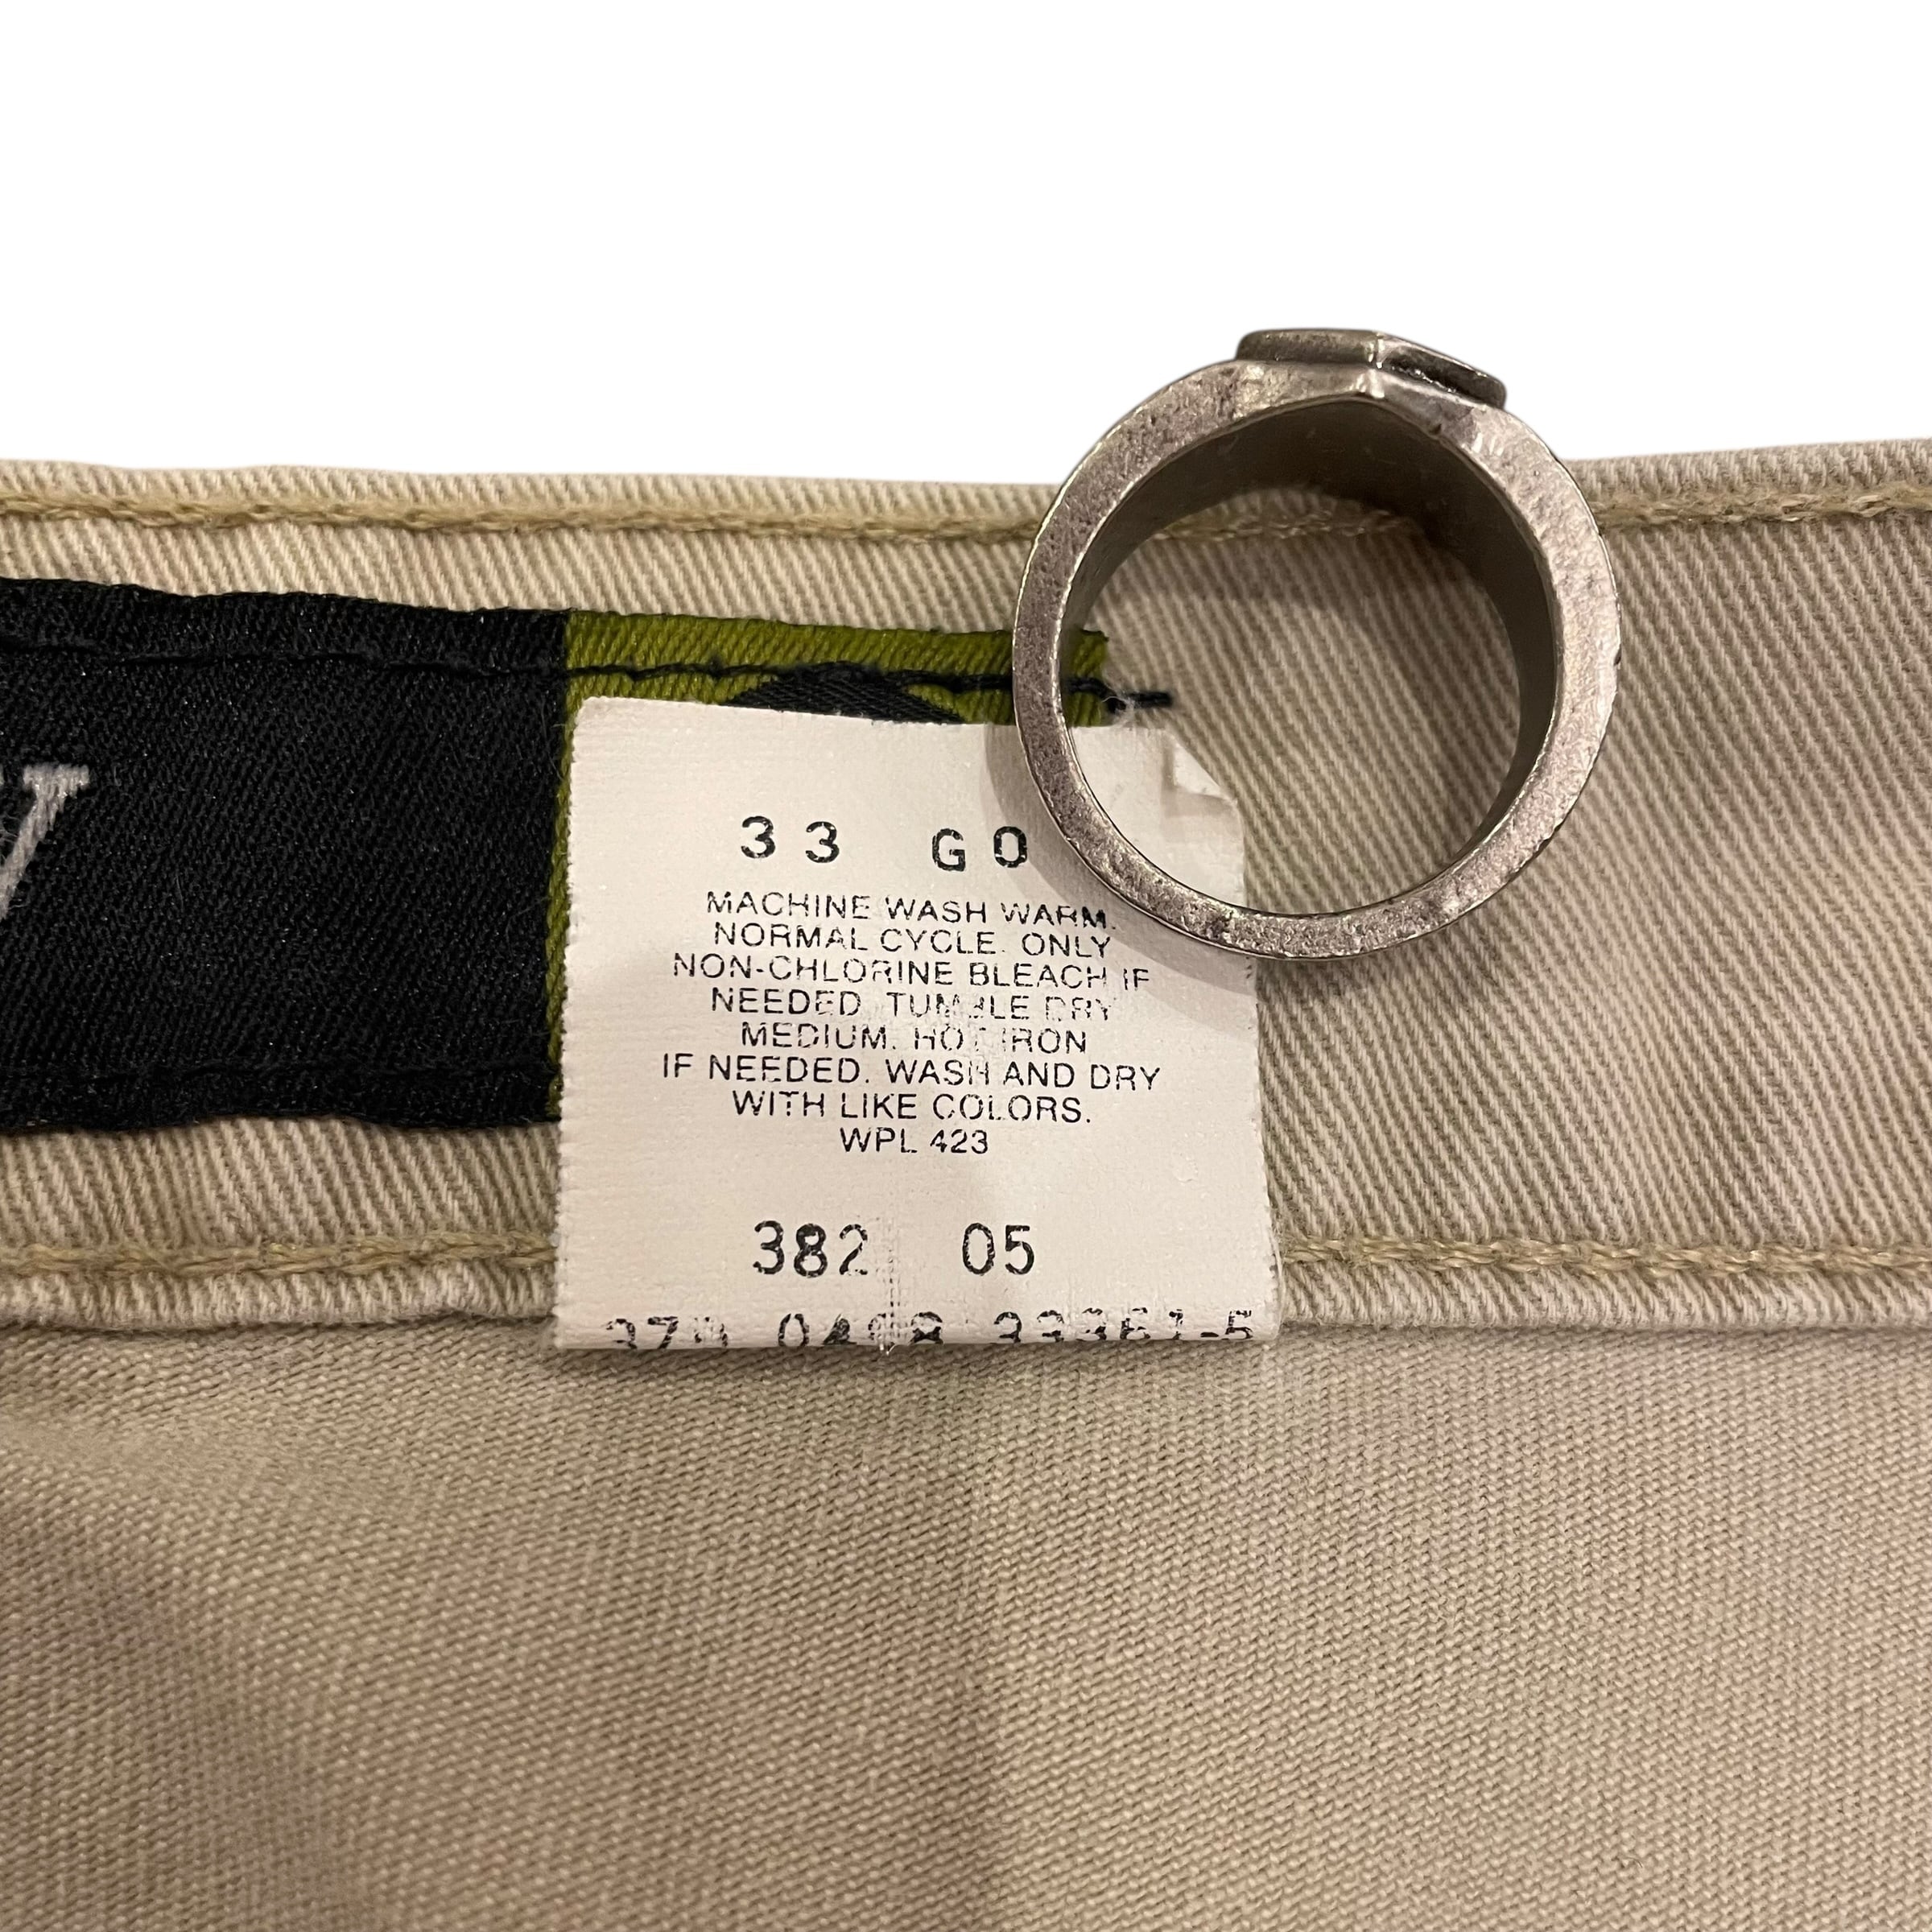 33 GO
MACHINE WASH WARM.
NORMAL CYCLE. ONLY
NON-CHLORINE BLEACH IF
NEEDED. TUMBLE DRY
MEDIUM. HOT IRON
IF NEEDED. WASH AND DRY
WITH LIKE COLORS.
WPL 423
382 05